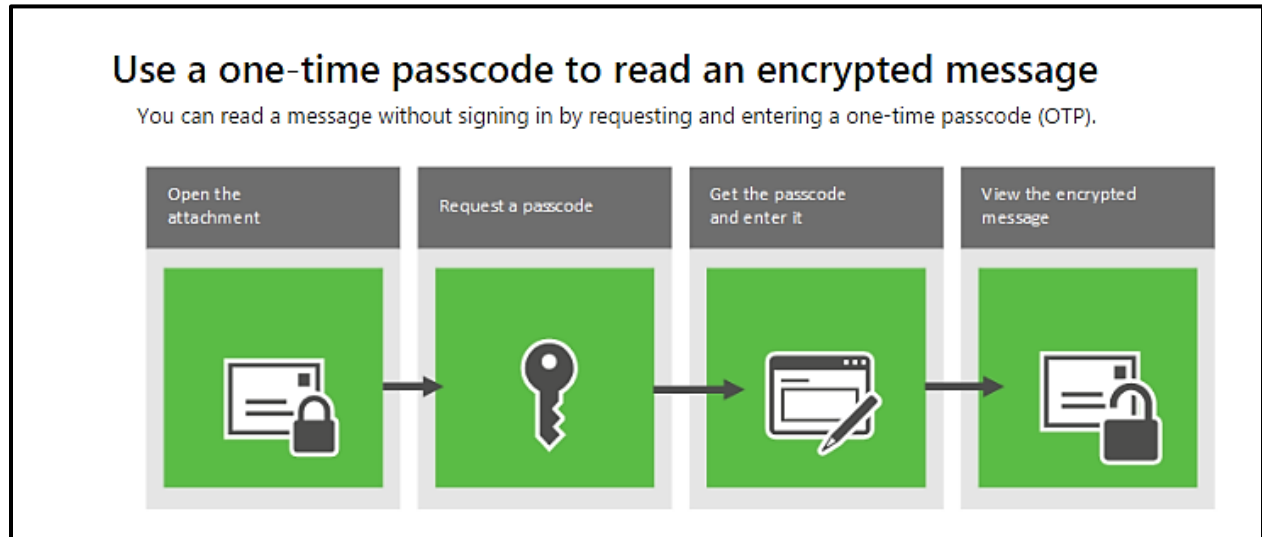 Use a one-time passcode to read an encrypted message
You can read a message without signing in by requesting and entering a one-time passcode (OTP).
Open the
attachment
Request a passcode
Get the passcode
and enter it
View the encrypted
message